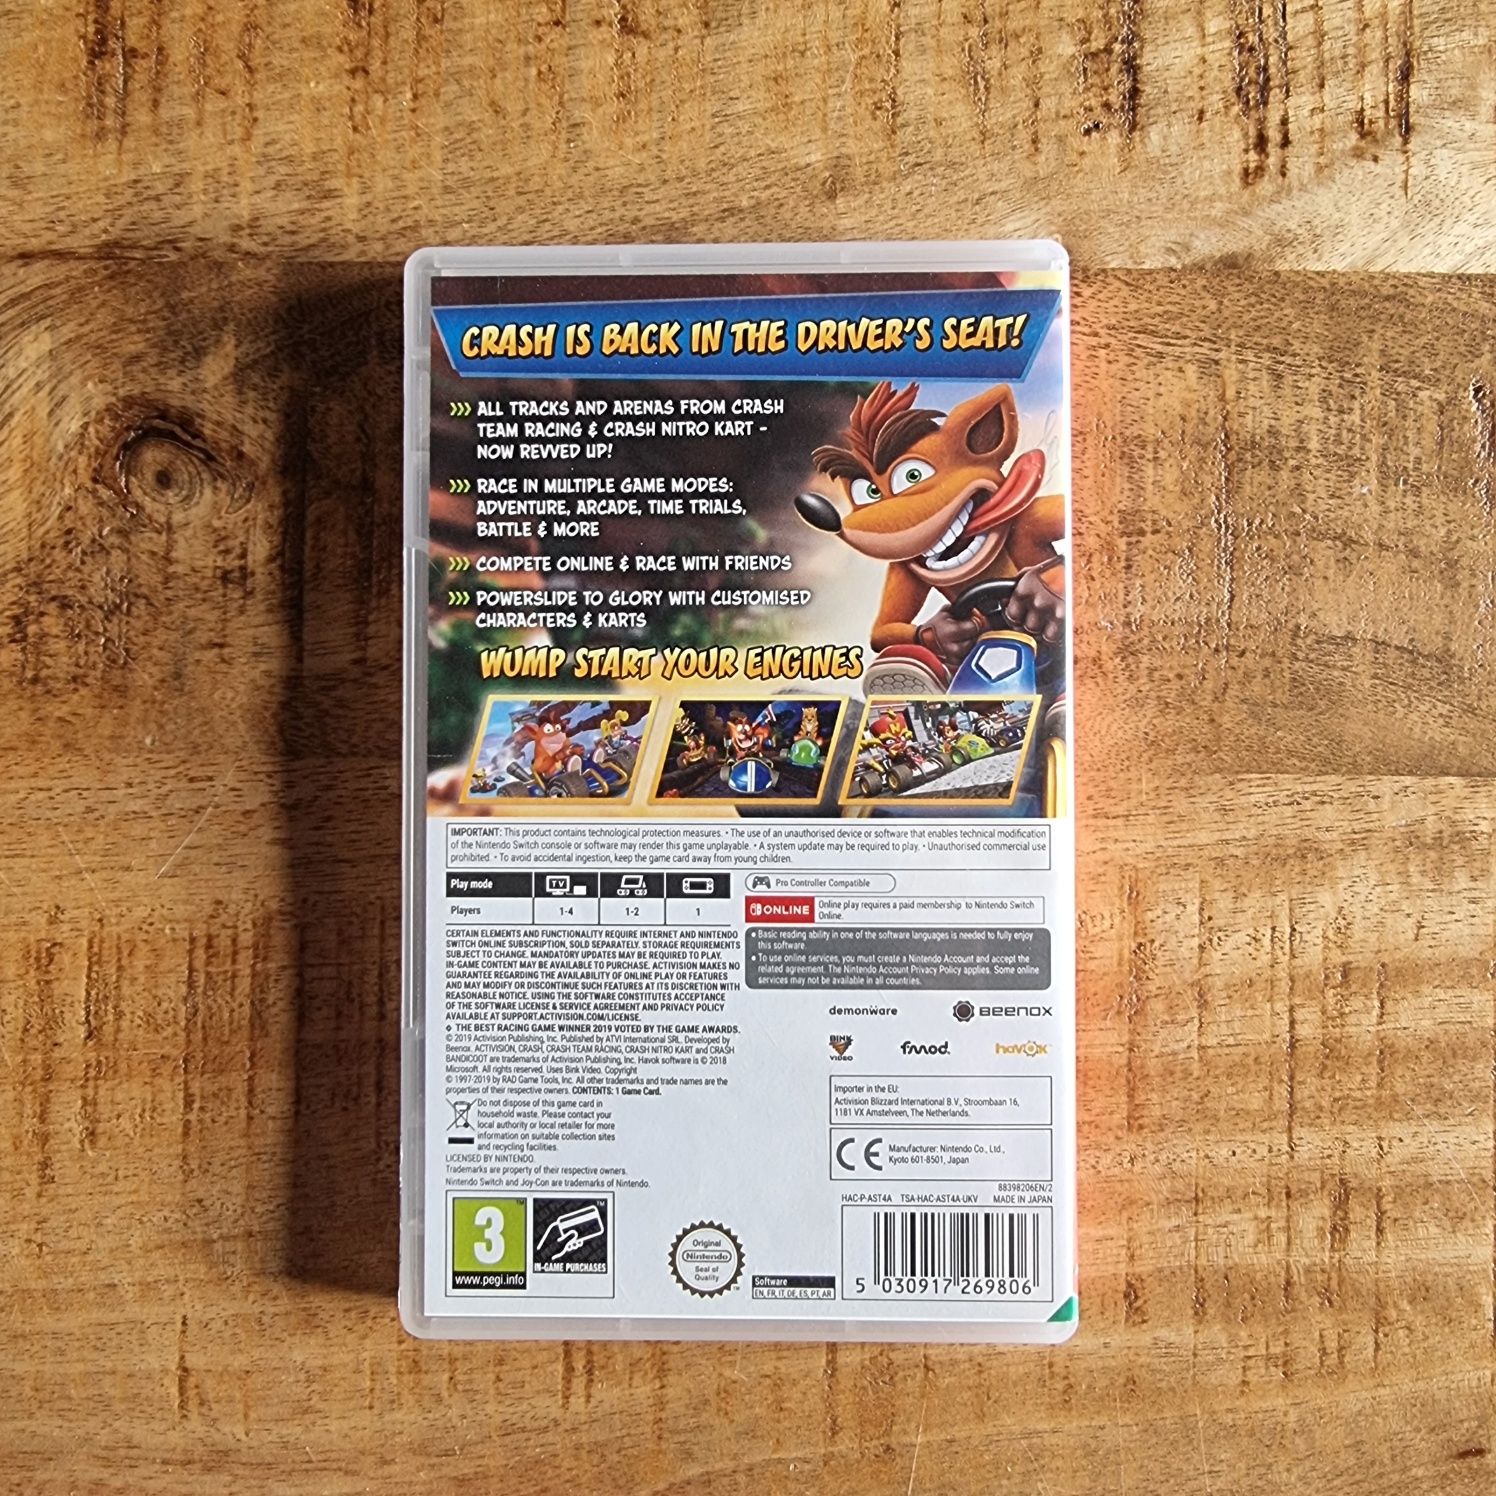 CRASH IS BACK IN THE DRIVER'S SEAT!
ALL TRACKS AND ARENAS FROM CRASH
TEAM RACING & CRASH NITRO KART -
NOW REVVED UP!
RACE IN MULTIPLE GAME MODES:
ADVENTURE, ARCADE, TIME TRIALS,
BATTLE & MORE
COMPETE ONLINE & RACE WITH FRIENDS
POWERSLIDE TO GLORY WITH CUSTOMISED
CHARACTERS & KARTS
WUMP START YOUR ENGINES
IMPORTANT: This product contains technological protection measures. • The use of an unauthorised device or software that enables technical modification
of the Nintendo Switch console or software may render this game unplayable. • A system update may be required to play. • Unauthorised commercial use
prohibited. • To avoid accidental ingestion, keep the game card away from young children.
Play mode TV
Players 1-4 1-2 1
Pro Controller Compatible
ONLINE
Online play requires a paid membership to Nintendo Switch
Online.
• Basic reading ability in one of the software languages is needed to fully enjoy
this software.
• To use online services, you must create a Nintendo Account and accept the
related agreement. The Nintendo Account Privacy Policy applies. Some online
services may not be available in all countries.
CERTAIN ELEMENTS AND FUNCTIONALITY REQUIRE INTERNET AND NINTENDO
SWITCH ONLINE SUBSCRIPTION, SOLD SEPARATELY. STORAGE REQUIREMENTS
SUBJECT TO CHANGE. MANDATORY UPDATES MAY BE REQUIRED TO PLAY.
IN-GAME CONTENT MAY BE AVAILABLE TO PURCHASE. ACTIVISION MAKES NO
GUARANTEE REGARDING THE AVAILABILITY OF ONLINE PLAY OR FEATURES
AND MAY MODIFY OR DISCONTINUE SUCH FEATURES AT ITS DISCRETION WITH
REASONABLE NOTICE. USING THE SOFTWARE CONSTITUTES ACCEPTANCE
OF THE SOFTWARE LICENSE & SERVICE AGREEMENT AND PRIVACY POLICY
AVAILABLE AT SUPPORT.ACTIVISION.COM/LICENSE.
◊ THE BEST RACING GAME WINNER 2019 VOTED BY THE GAME AWARDS.
© 2019 Activision Publishing, Inc. Published by ATVI International SRL. Developed by
Beenox. ACTIVISION, CRASH, CRASH TEAM RACING, CRASH NITRO KART and CRASH
BANDICOOT are trademarks of Activision Publishing, Inc. Havok software is © 2018
Microsoft. All rights reserved. Uses Bink Video. Copyright
© 1997-2019 by RAD Game Tools, Inc. All other trademarks and trade names are the
properties of their respective owners. CONTENTS: 1 Game Card.
Do not dispose of this game card in
household waste. Please contact your
local authority or local retailer for more
information on suitable collection sites
and recycling facilities.
LICENSED BY NINTENDO.
Trademarks are property of their respective owners.
Nintendo Switch and Joy-Con are trademarks of Nintendo.
demonware
BEENOX
BINK
VIDEO
fmod.
havok
Importer in the EU:
Activision Blizzard International B.V., Stroombaan 16,
1181 VX Amstelveen, The Netherlands.
CE
Manufacturer: Nintendo Co., Ltd.,
Kyoto 601-8501, Japan
88398206EN/2
HAC-P-AST4A TSA-HAC-AST4A-UKV MADE IN JAPAN
3
www.pegi.info
IN-GAME PURCHASES
Original
Nintendo
Seal of
Quality
Software
EN, FR, IT, DE, ES, PT, AR
5 030917 269806